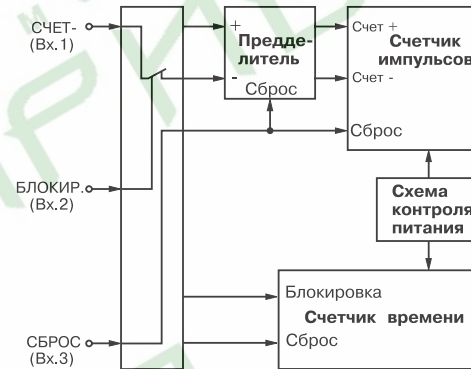 СЧЕТ-
(Вх.1)
БЛОКИР.
(Вх.2)
СБРОС
(Вх.3)
+
-
Предде-
литель
Сброс
Счет +
Счет -
Счетчик
импульсов
Сброс
Схема
контроля
питания
Блокировка
Счетчик времени
Сброс